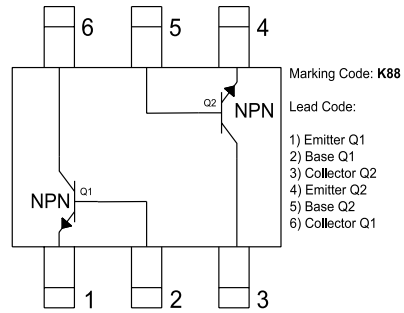 6 5 4
Marking Code: K88
Q2 NPN
Lead Code:
1) Emitter Q1
2) Base Q1
3) Collector Q2
4) Emitter Q2
5) Base Q2
6) Collector Q1
NPN Q1
1 2 3